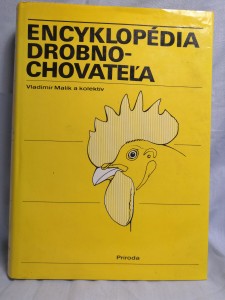 ENCYKLOPÉDIA
DROBNO-
CHOVATEĽA
Vladimír Malík a kolektív
Príroda